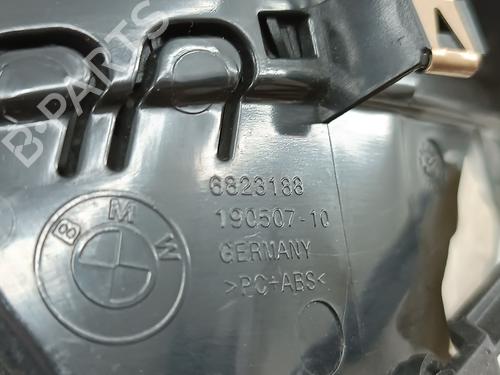 B-PARTS
6823188
190507-10
GERMANY
>PC+ABS<
BMW